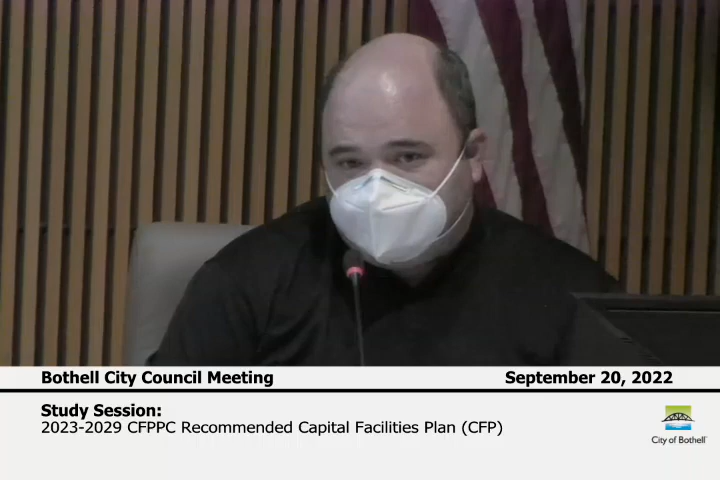 Bothell City Council Meeting September 20, 2022
Study Session:
2023-2029 CFPPC Recommended Capital Facilities Plan (CFP)
City of Bothell